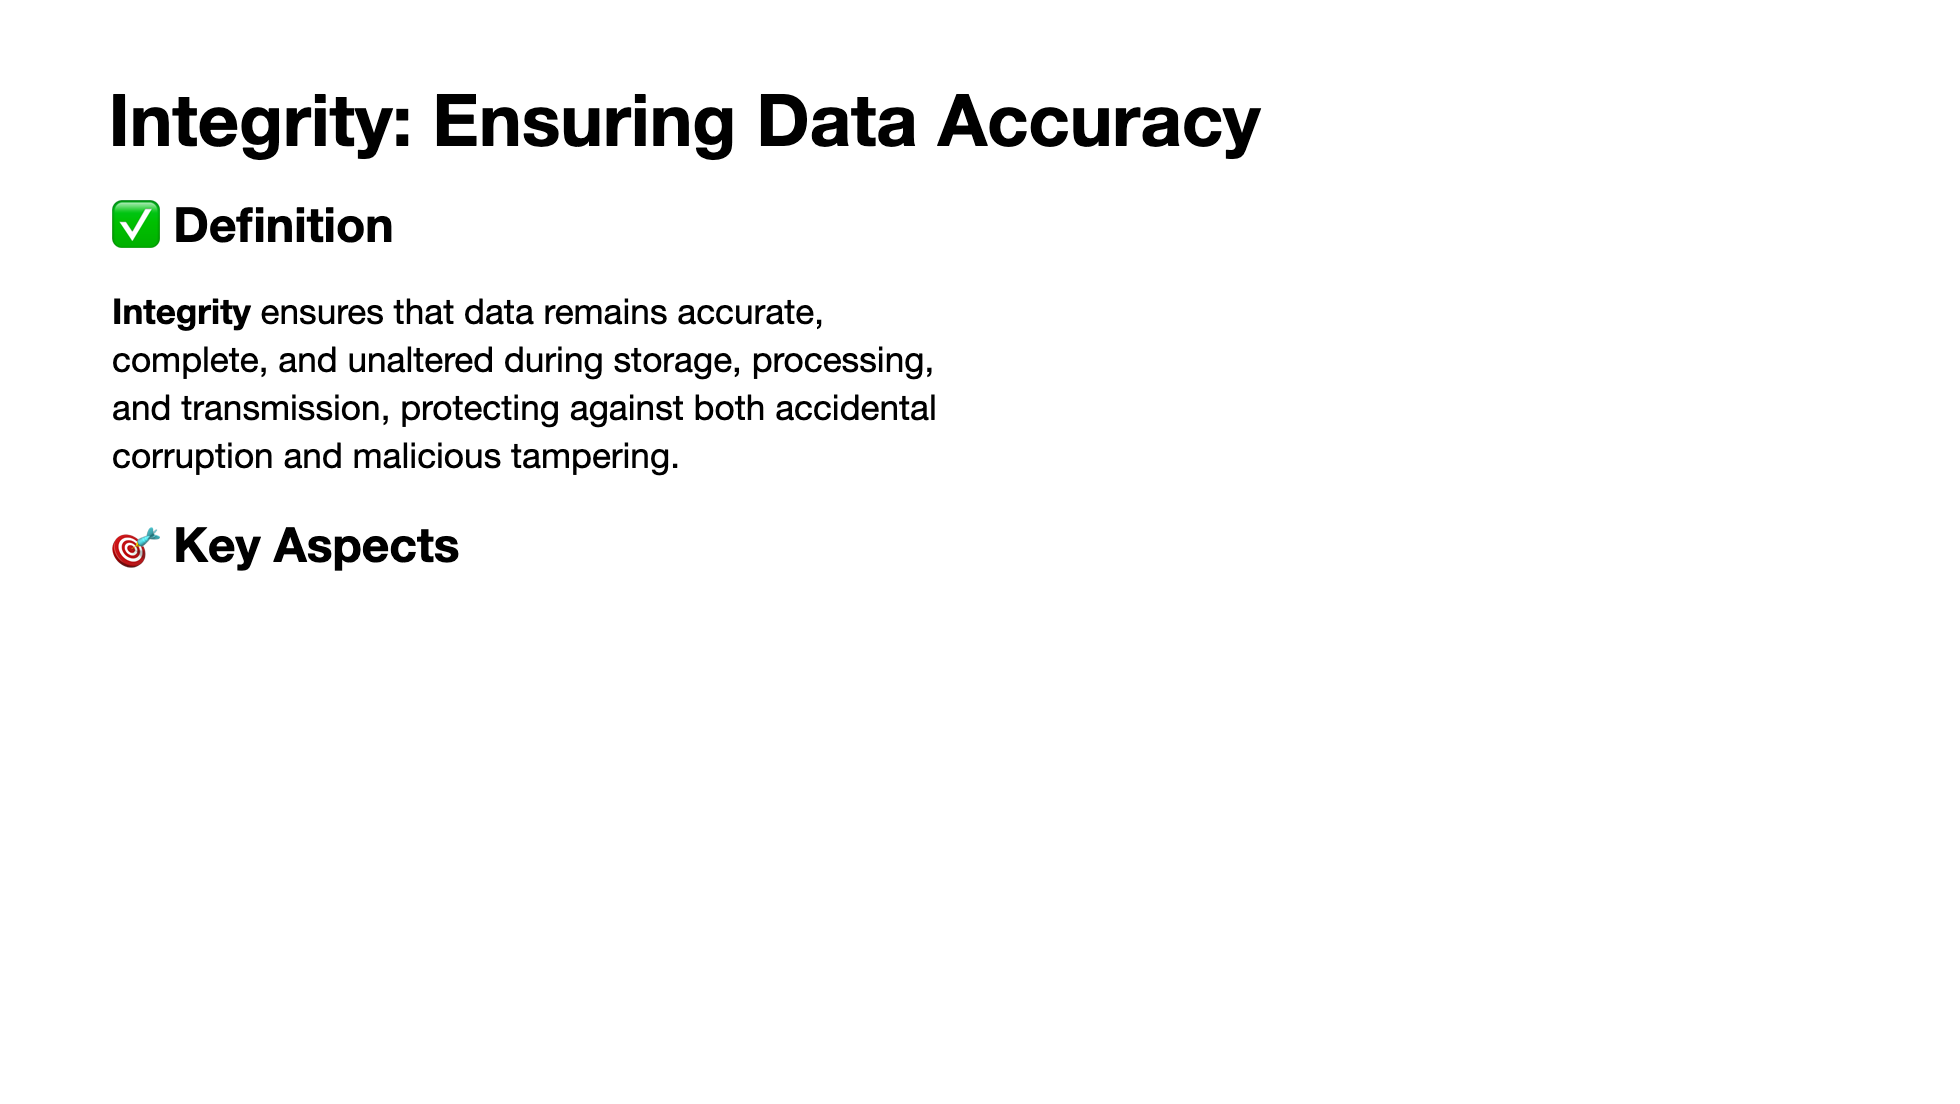 Integrity: Ensuring Data Accuracy
✅ Definition
Integrity ensures that data remains accurate,
complete, and unaltered during storage, processing,
and transmission, protecting against both accidental
corruption and malicious tampering.
🎯 Key Aspects